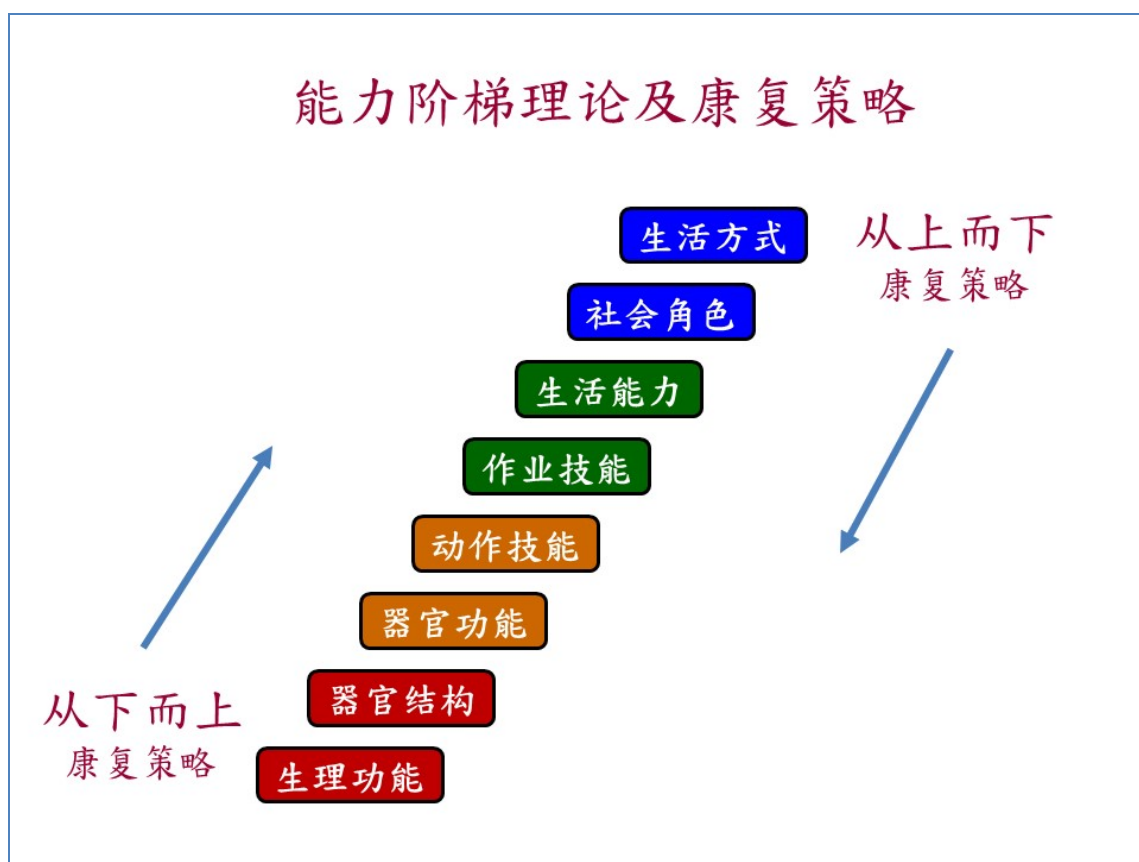 能力阶梯理论及康复策略
生活方式
从上而下
康复策略
社会角色
生活能力
作业技能
动作技能
器官功能
器官结构
从下而上
康复策略
生理功能